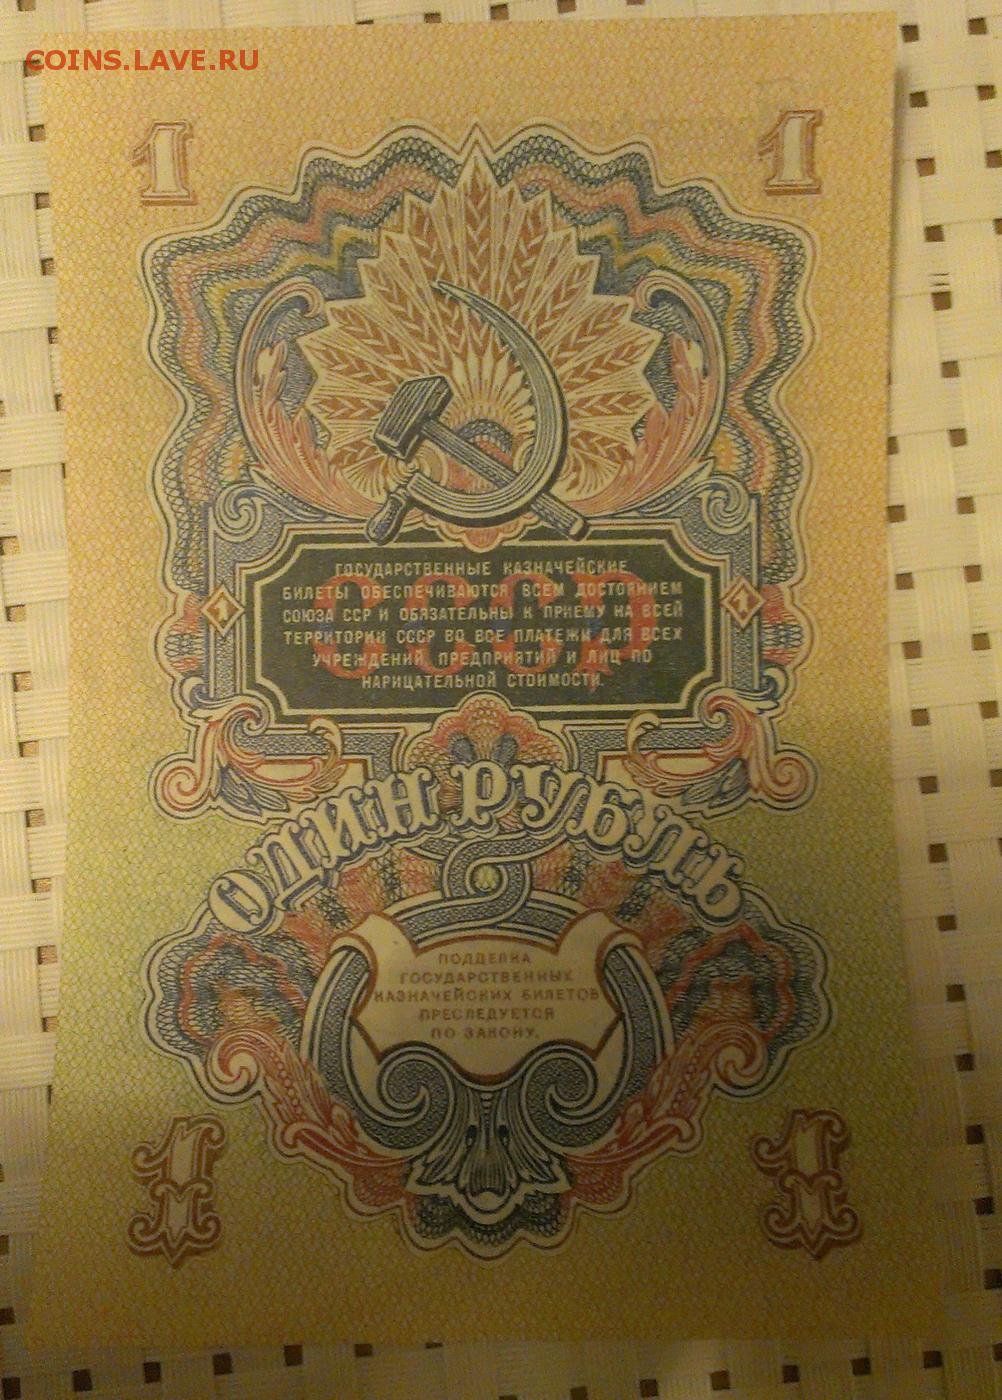 COINS.LAVE.RU
1 1
ГОСУДАРСТВЕННЫЕ КАЗНАЧЕЙСКИЕ
БИЛЕТЫ ОБЕСПЕЧИВАЮТСЯ ВСЕМ ДОСТОЯНИЕМ
СОЮЗА ССР И ОБЯЗАТЕЛЬНЫ К ПРИЕМУ НА ВСЕЙ
ТЕРРИТОРИИ СССР ВО ВСЕ ПЛАТЕЖИ ДЛЯ ВСЕХ
УЧРЕЖДЕНИЙ, ПРЕДПРИЯТИЙ И ЛИЦ ПО
НАРИЦАТЕЛЬНОЙ СТОИМОСТИ.
СССР
1 1
ОДИН РУБЛЬ
ПОДДЕЛКА
ГОСУДАРСТВЕННЫХ
КАЗНАЧЕЙСКИХ БИЛЕТОВ
ПРЕСЛЕДУЕТСЯ
ПО ЗАКОНУ.
1 1